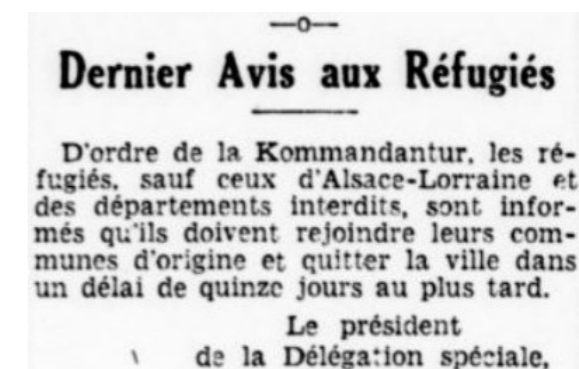 —o—
Dernier Avis aux Réfugiés
D'ordre de la Kommandantur, les ré-
fugiés, sauf ceux d'Alsace-Lorraine et
des départements interdits, sont infor-
més qu'ils doivent rejoindre leurs com-
munes d'origine et quitter la ville dans
un délai de quinze jours au plus tard.
Le président
de la Délégation spéciale,